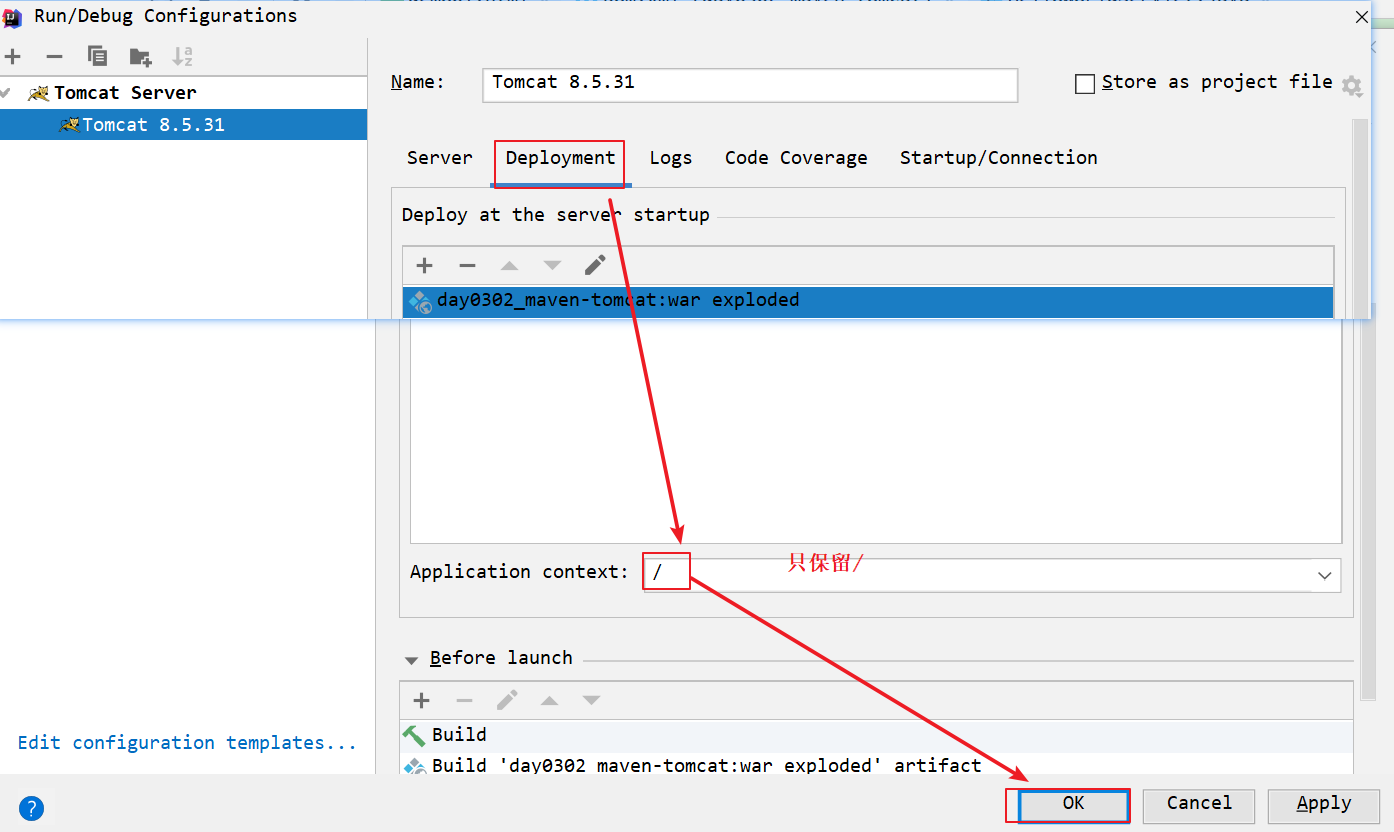 Run/Debug Configurations
Tomcat Server
Tomcat 8.5.31
Name:
Tomcat 8.5.31
Store as project file
Server
Deployment
Logs
Code Coverage
Startup/Connection
Deploy at the server startup
day0302_maven-tomcat:war exploded
Application context:
/
只保留/
Before launch
Build
Build 'day0302_maven-tomcat:war exploded' artifact
Edit configuration templates...
?
OK
Cancel
Apply